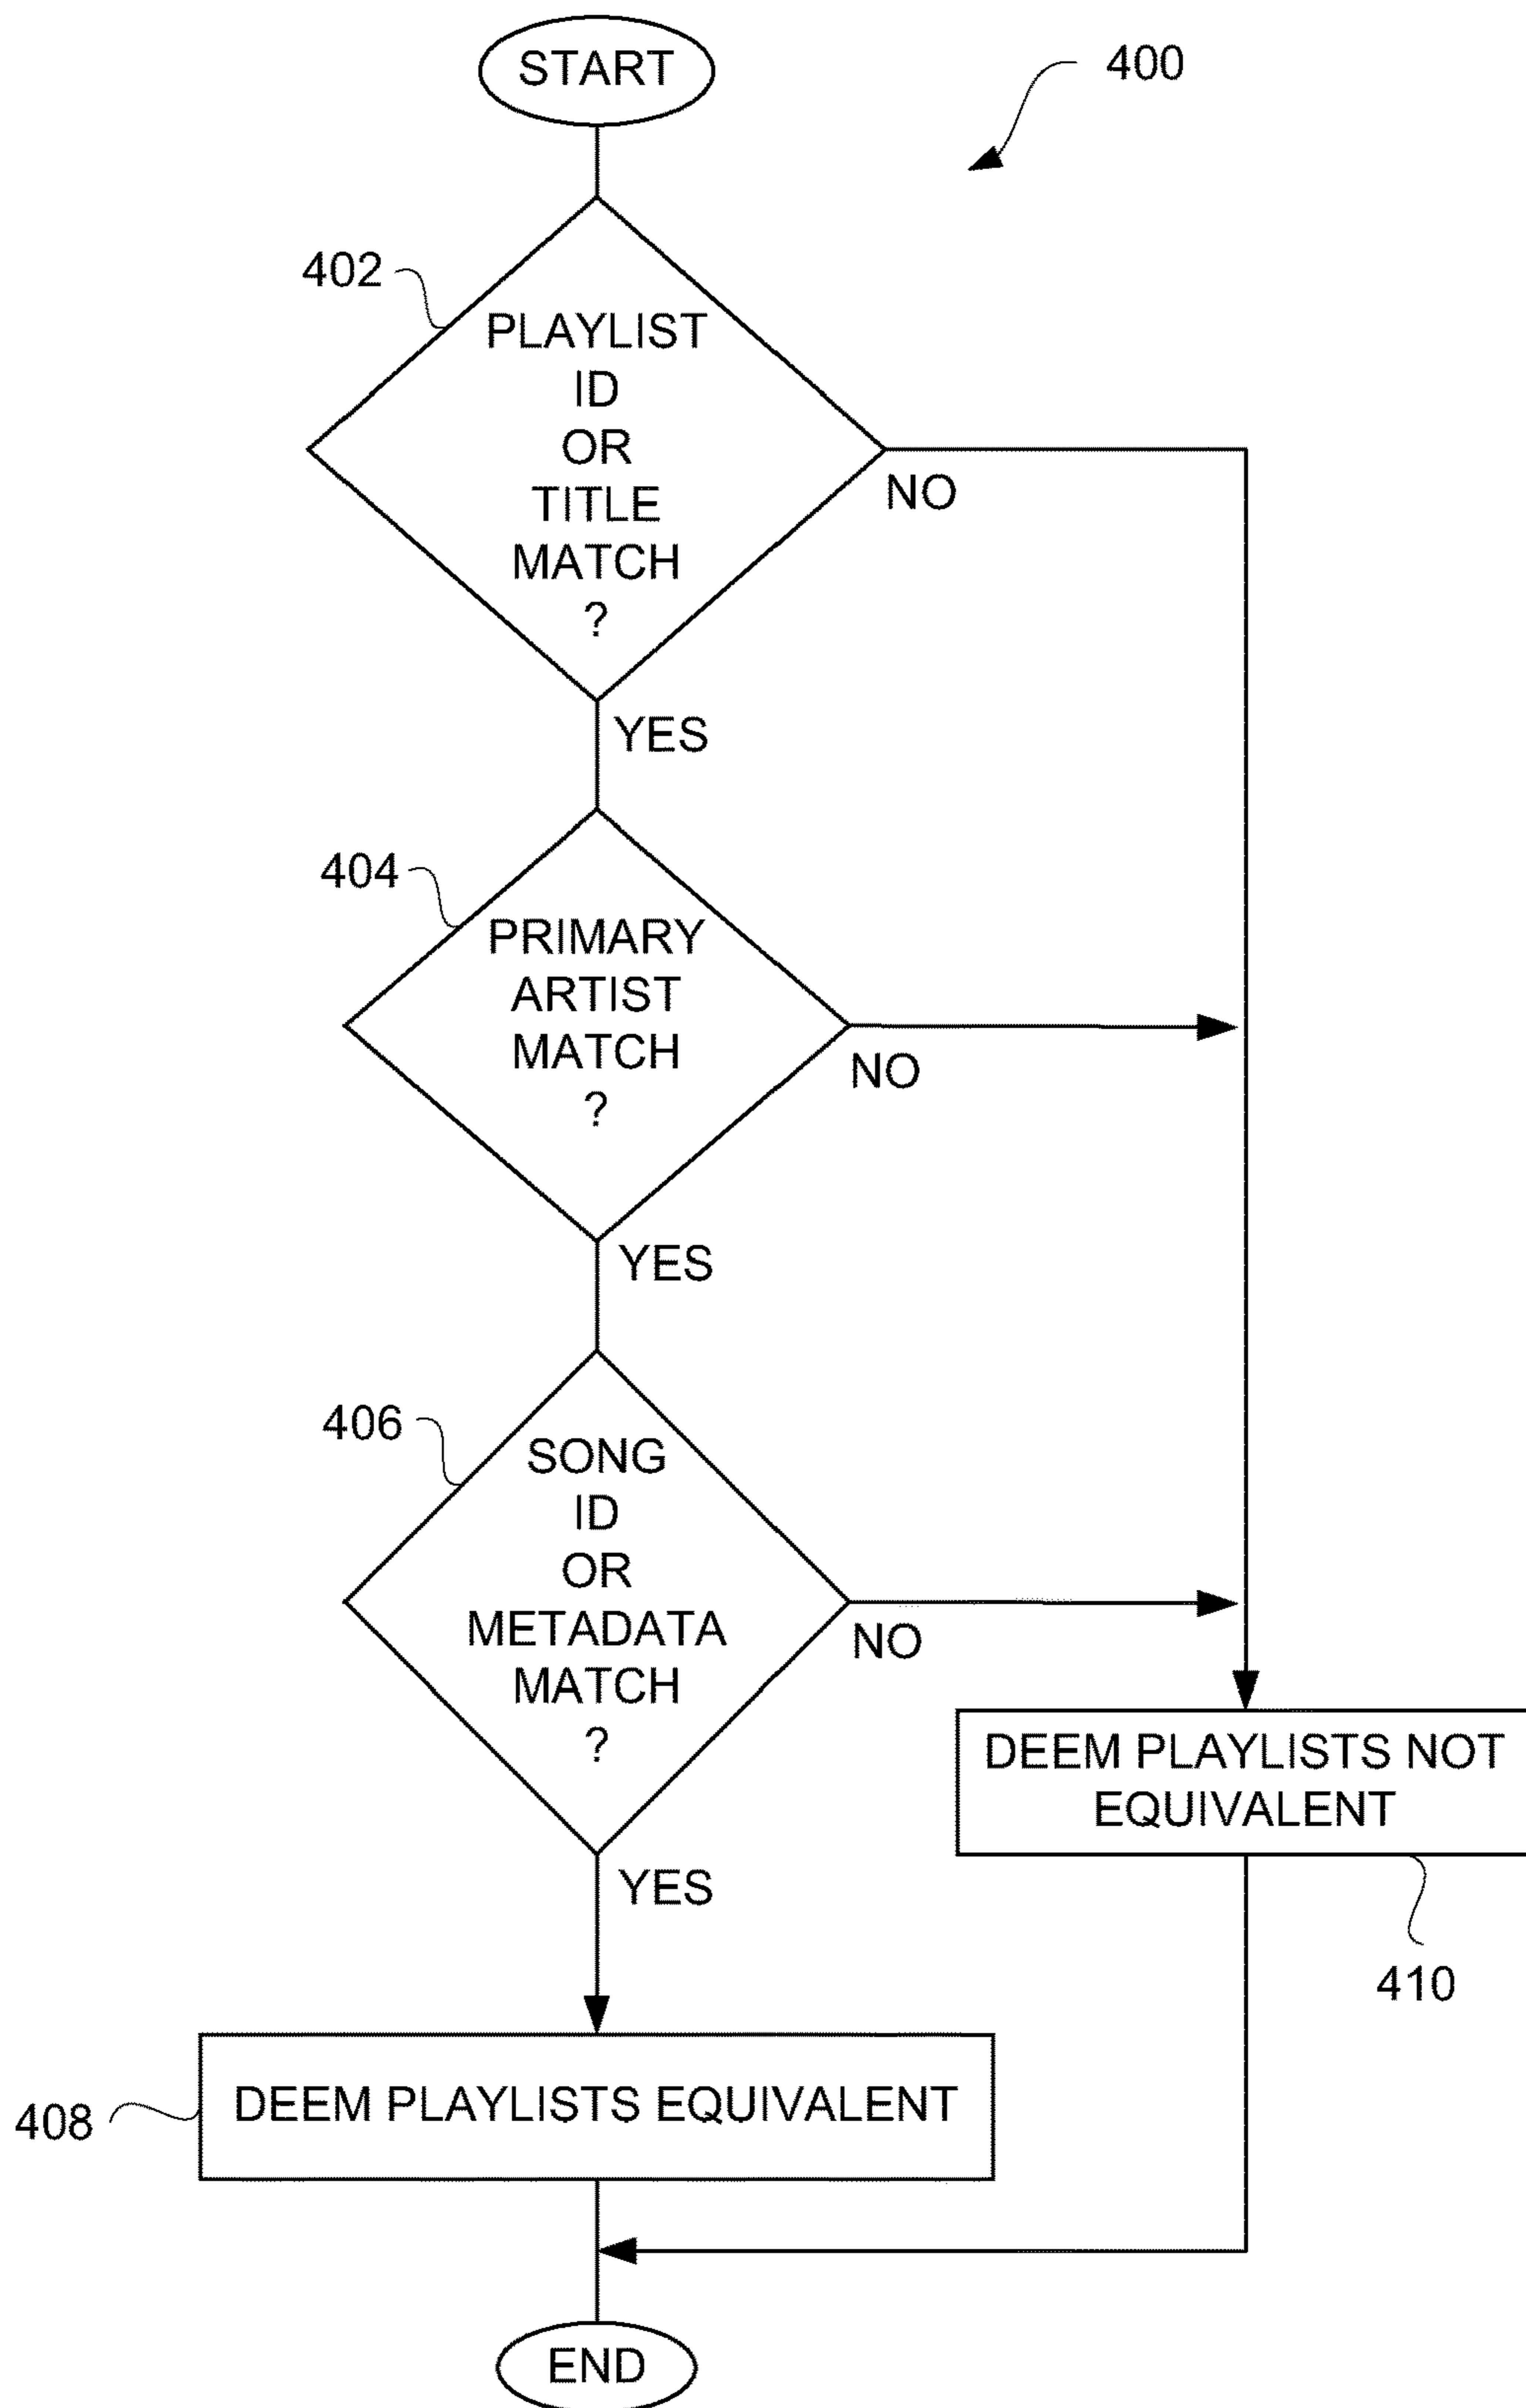 START
400
402
PLAYLIST
ID
OR
TITLE
MATCH
?
NO
YES
404
PRIMARY
ARTIST
MATCH
?
NO
YES
406
SONG
ID
OR
METADATA
MATCH
?
NO
YES
DEEM PLAYLISTS NOT
EQUIVALENT
410
408
DEEM PLAYLISTS EQUIVALENT
END